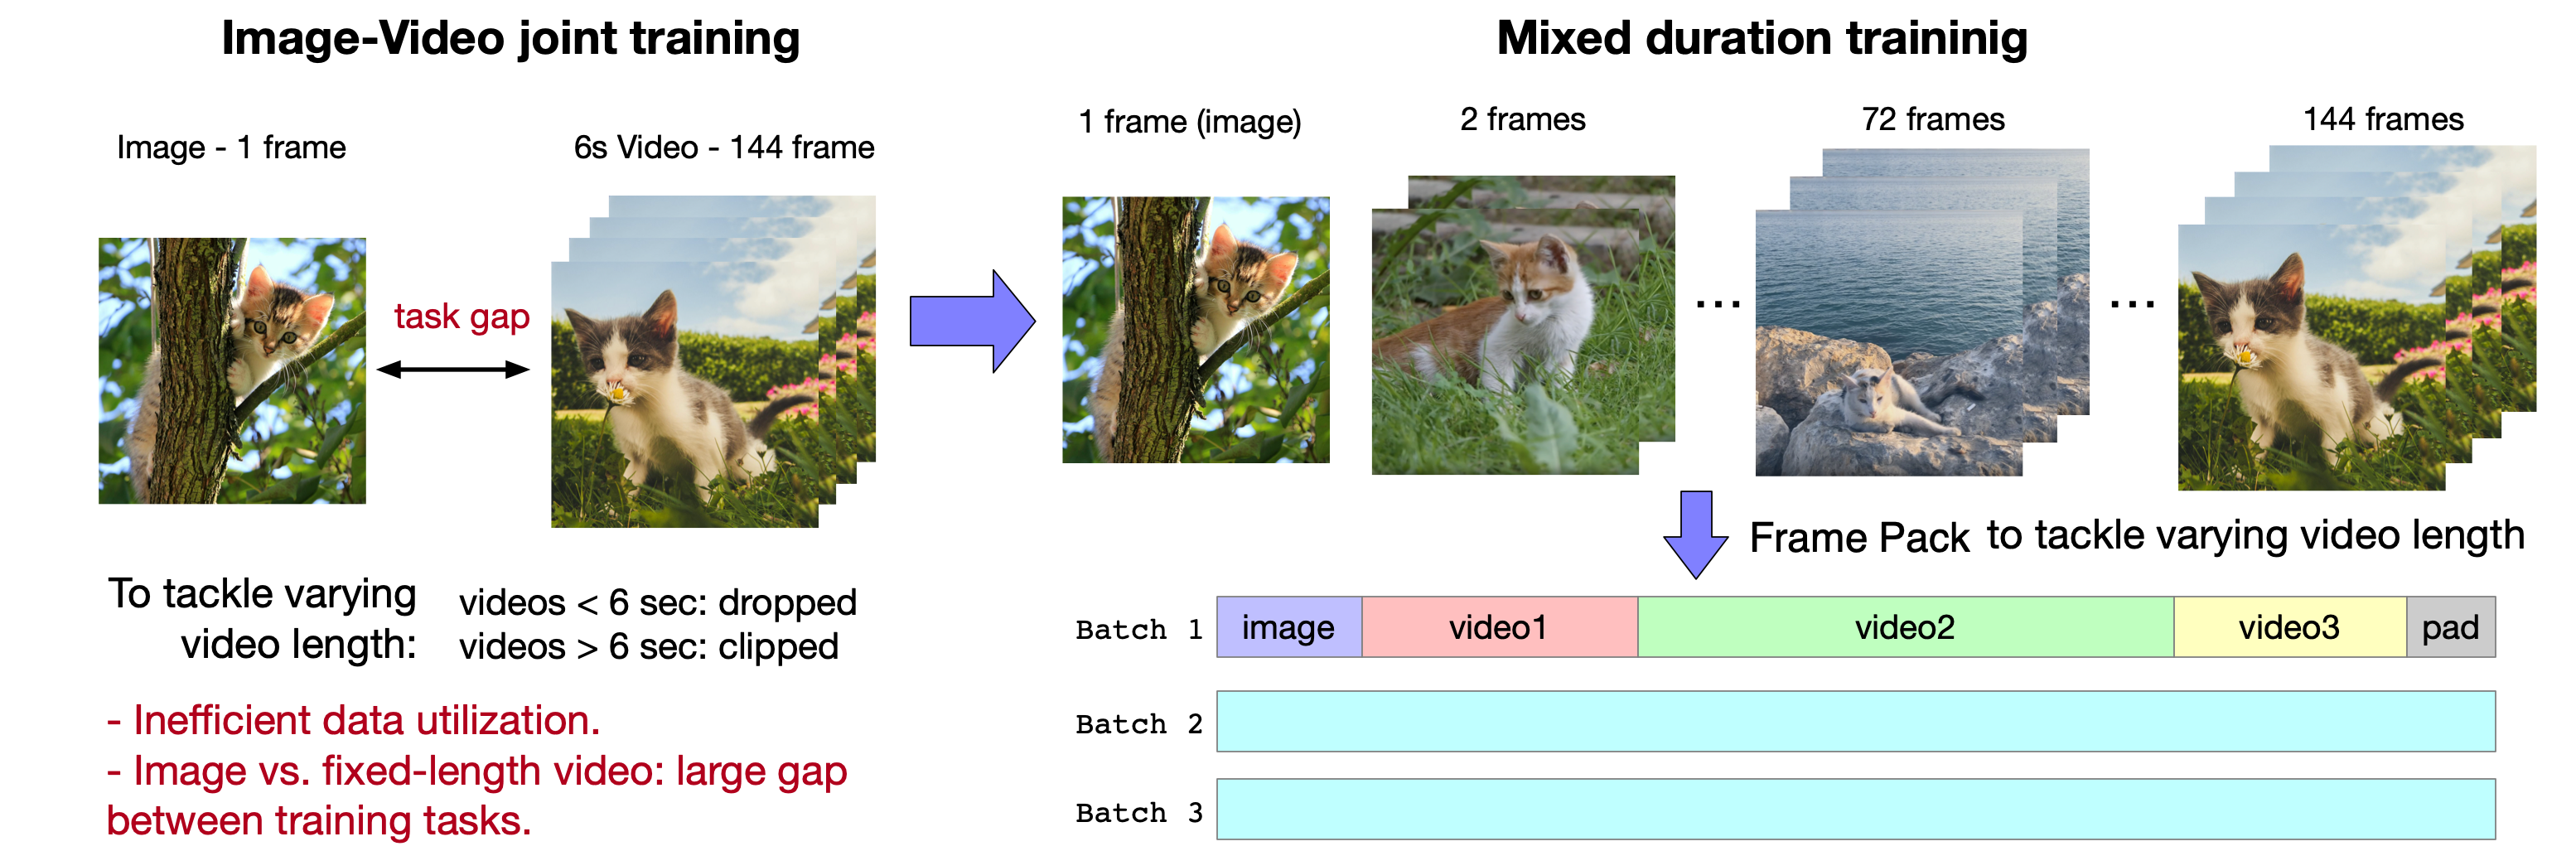 Image-Video joint training
Image - 1 frame
6s Video - 144 frame
task gap
To tackle varying
video length:
videos < 6 sec: dropped
videos > 6 sec: clipped
- Inefficient data utilization.
- Image vs. fixed-length video: large gap
between training tasks.
Mixed duration traininig
1 frame (image)
2 frames
72 frames
144 frames
...
...
Frame Pack to tackle varying video length
Batch 1
image
video1
video2
video3
pad
Batch 2
Batch 3